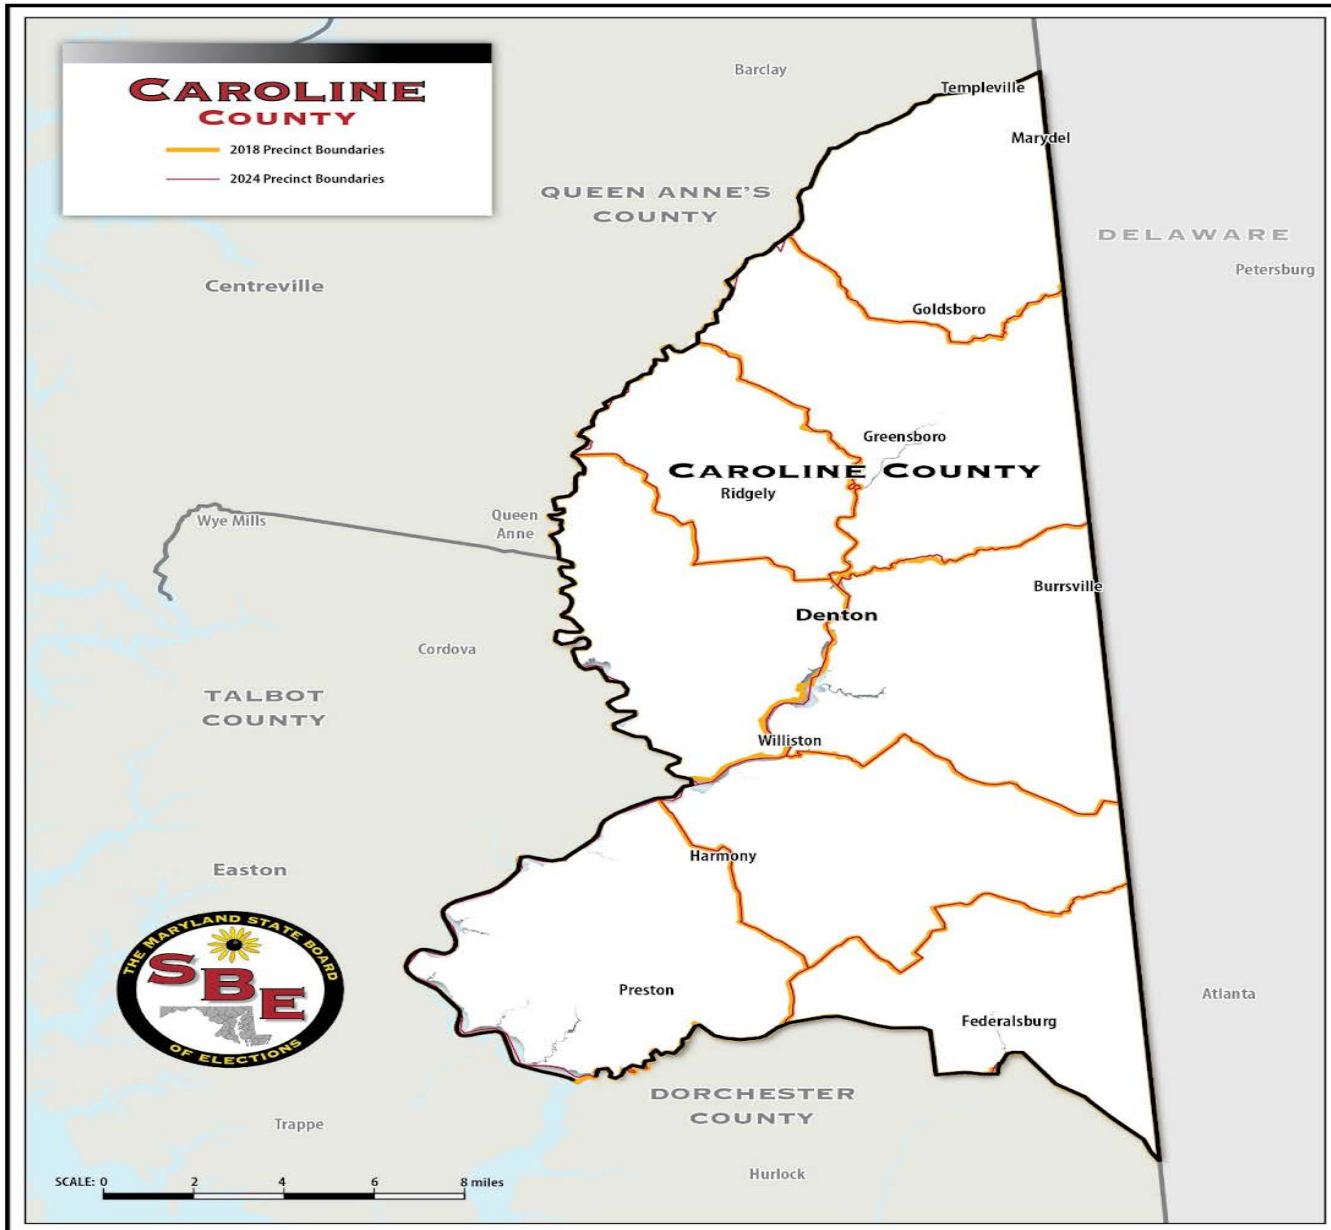 CAROLINE
COUNTY
2018 Precinct Boundaries
2024 Precinct Boundaries
Barclay
Templeville
Marydel
QUEEN ANNE'S
COUNTY
DELAWARE
Petersburg
Centreville
Goldsboro
Greensboro
CAROLINE COUNTY
Ridgely
Wye Mills
Queen
Anne
Burrsville
Denton
Cordova
TALBOT
COUNTY
Williston
Harmony
Easton
THE MARYLAND STATE BOARD
SBE
OF ELECTIONS
Preston
Atlanta
Federalsburg
DORCHESTER
COUNTY
Trappe
Hurlock
SCALE: 0 2 4 6 8 miles